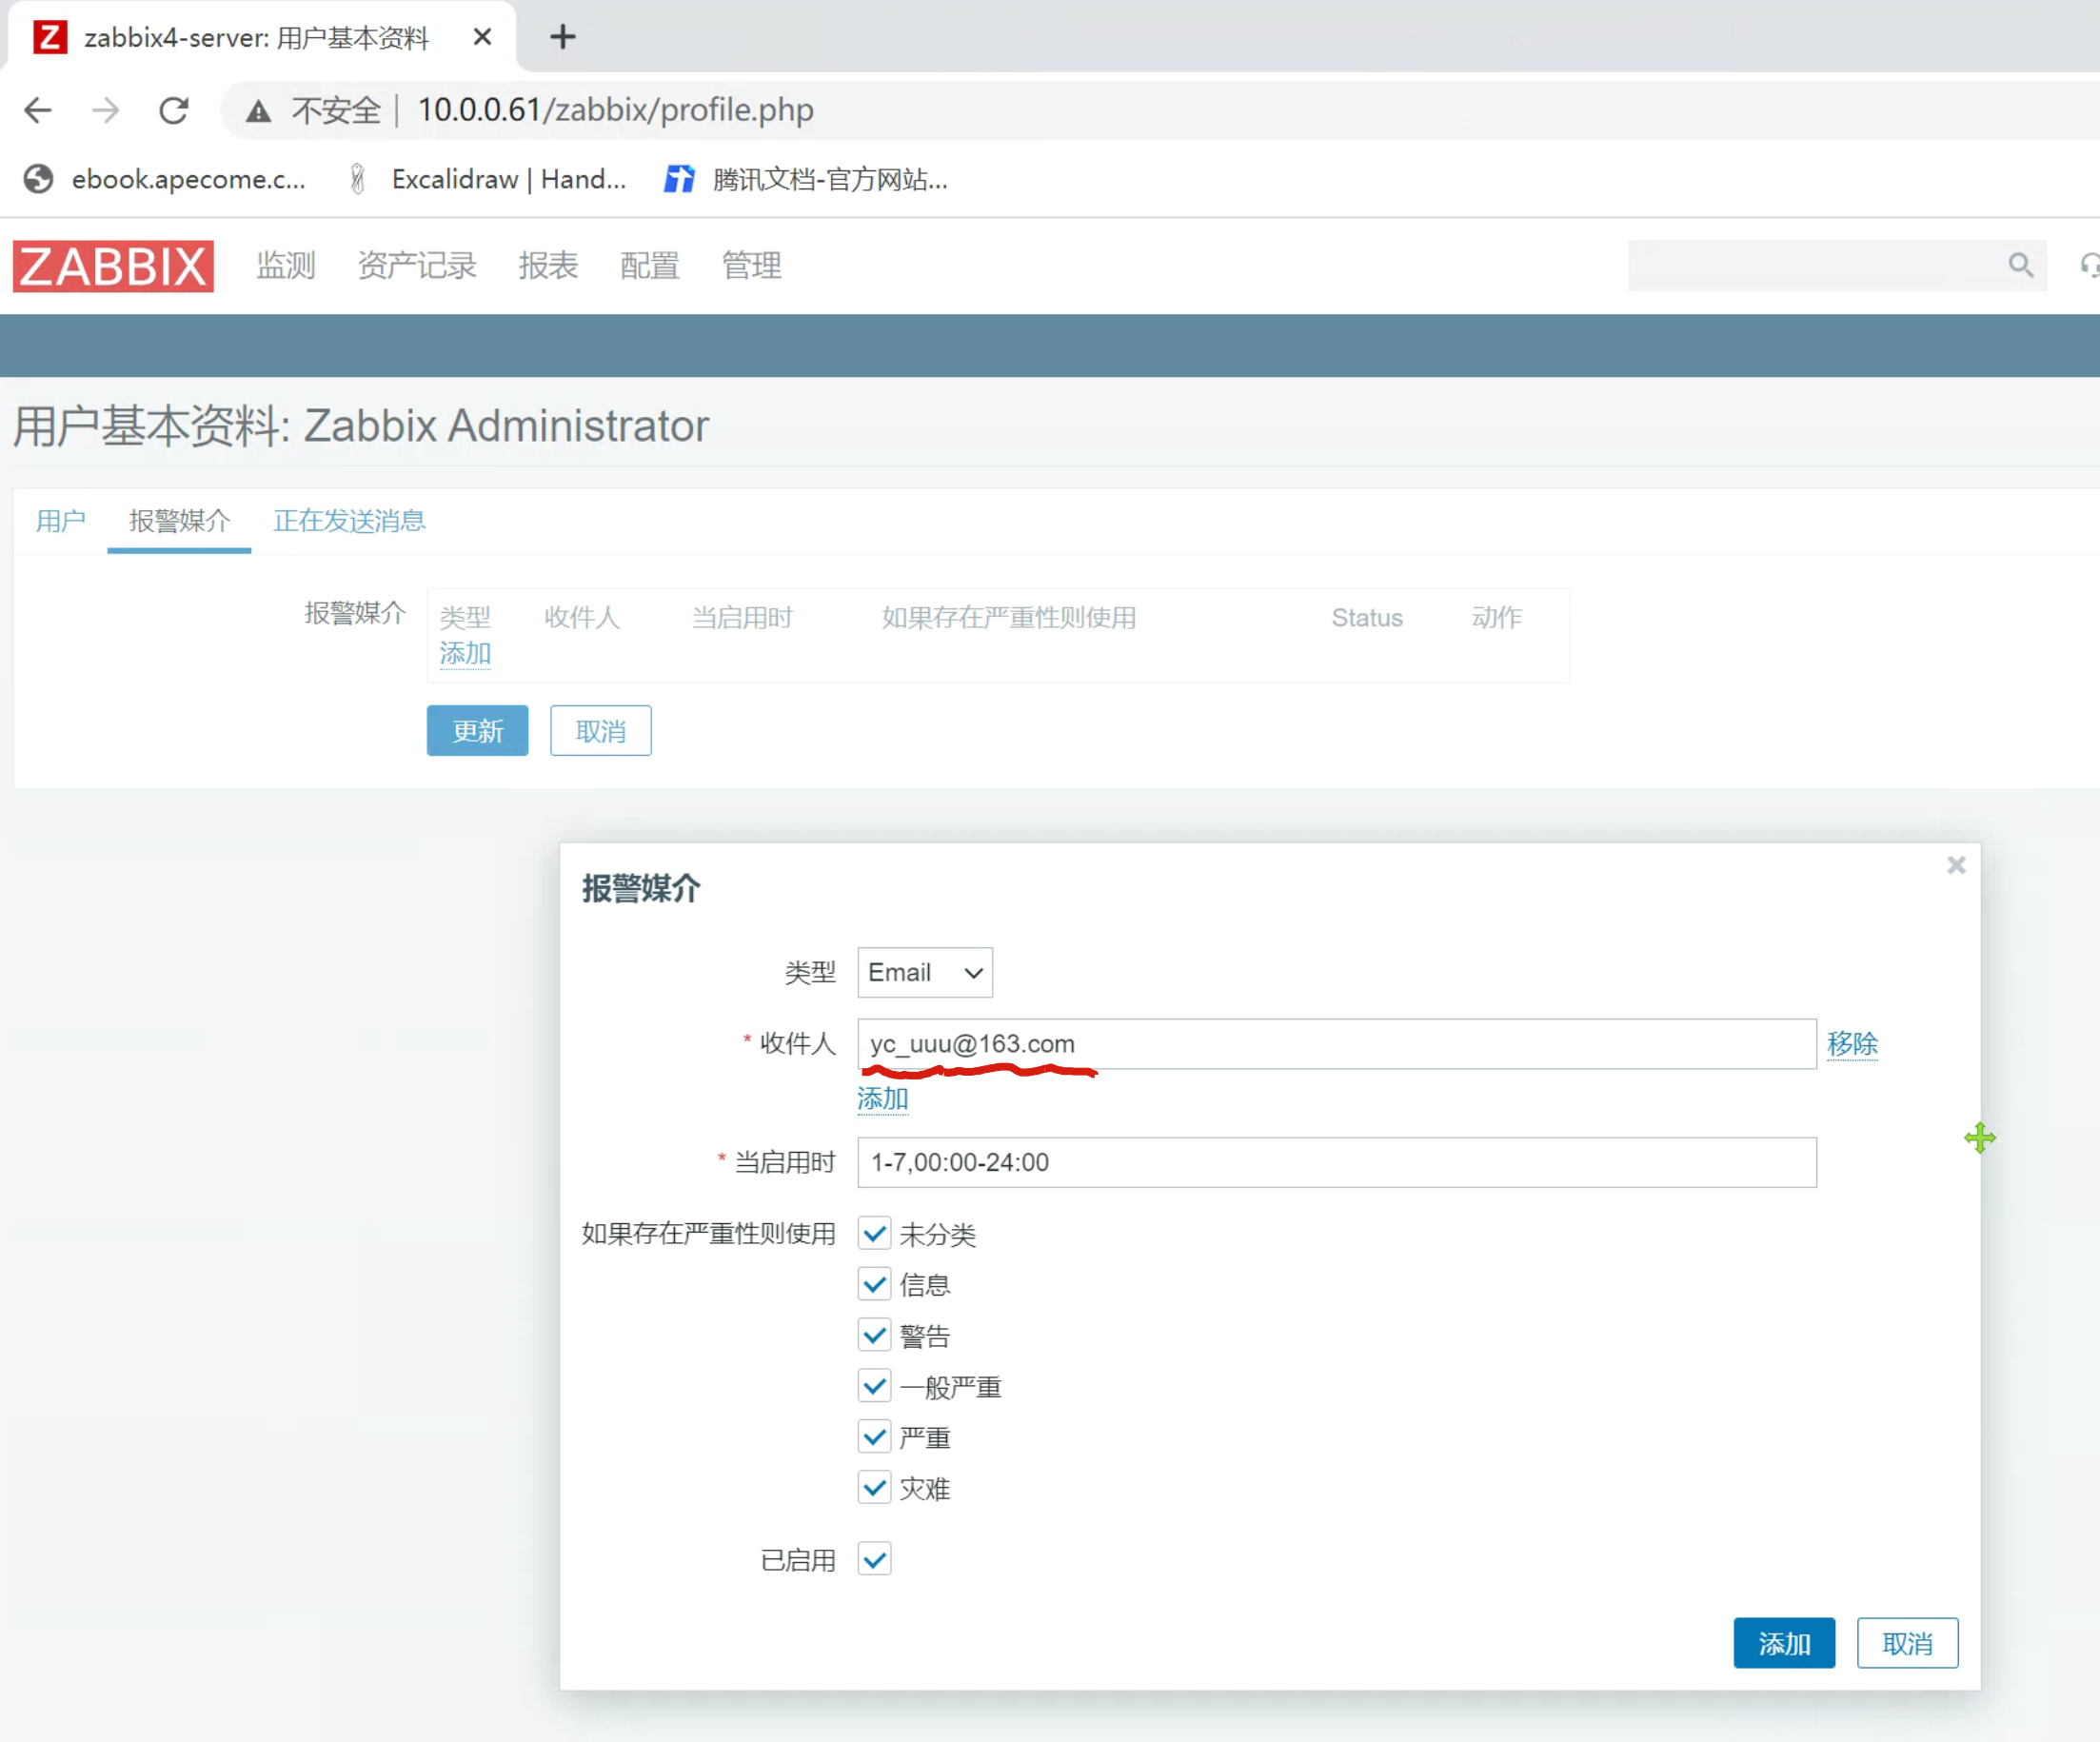 Z zabbix4-server: 用户基本资料
不安全 | 10.0.0.61/zabbix/profile.php
ebook.apecome.c... Excalidraw | Hand... 腾讯文档-官方网站...
ZABBIX 监测 资产记录 报表 配置 管理
用户基本资料: Zabbix Administrator
用户 报警媒介 正在发送消息
报警媒介 类型 收件人 当启用时 如果存在严重性则使用 Status 动作
添加
更新 取消
报警媒介
类型 Email
* 收件人 yc_uuu@163.com 移除
添加
* 当启用时 1-7,00:00-24:00
如果存在严重性则使用 未分类
信息
警告
一般严重
严重
灾难
已启用
添加 取消